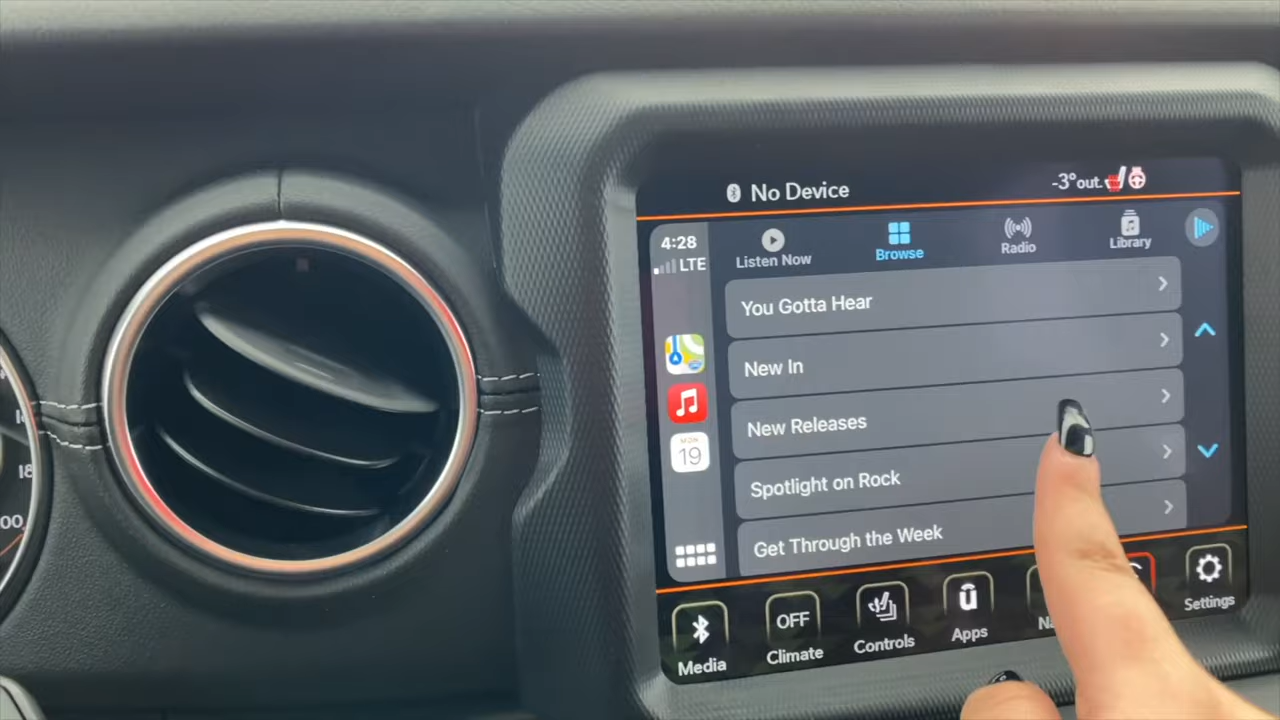 No Device
-3°out.
4:28
LTE
Listen Now
Browse
Radio
Library
You Gotta Hear
New In
New Releases
Spotlight on Rock
Get Through the Week
MON
19
OFF
Media
Climate
Controls
Apps
Settings